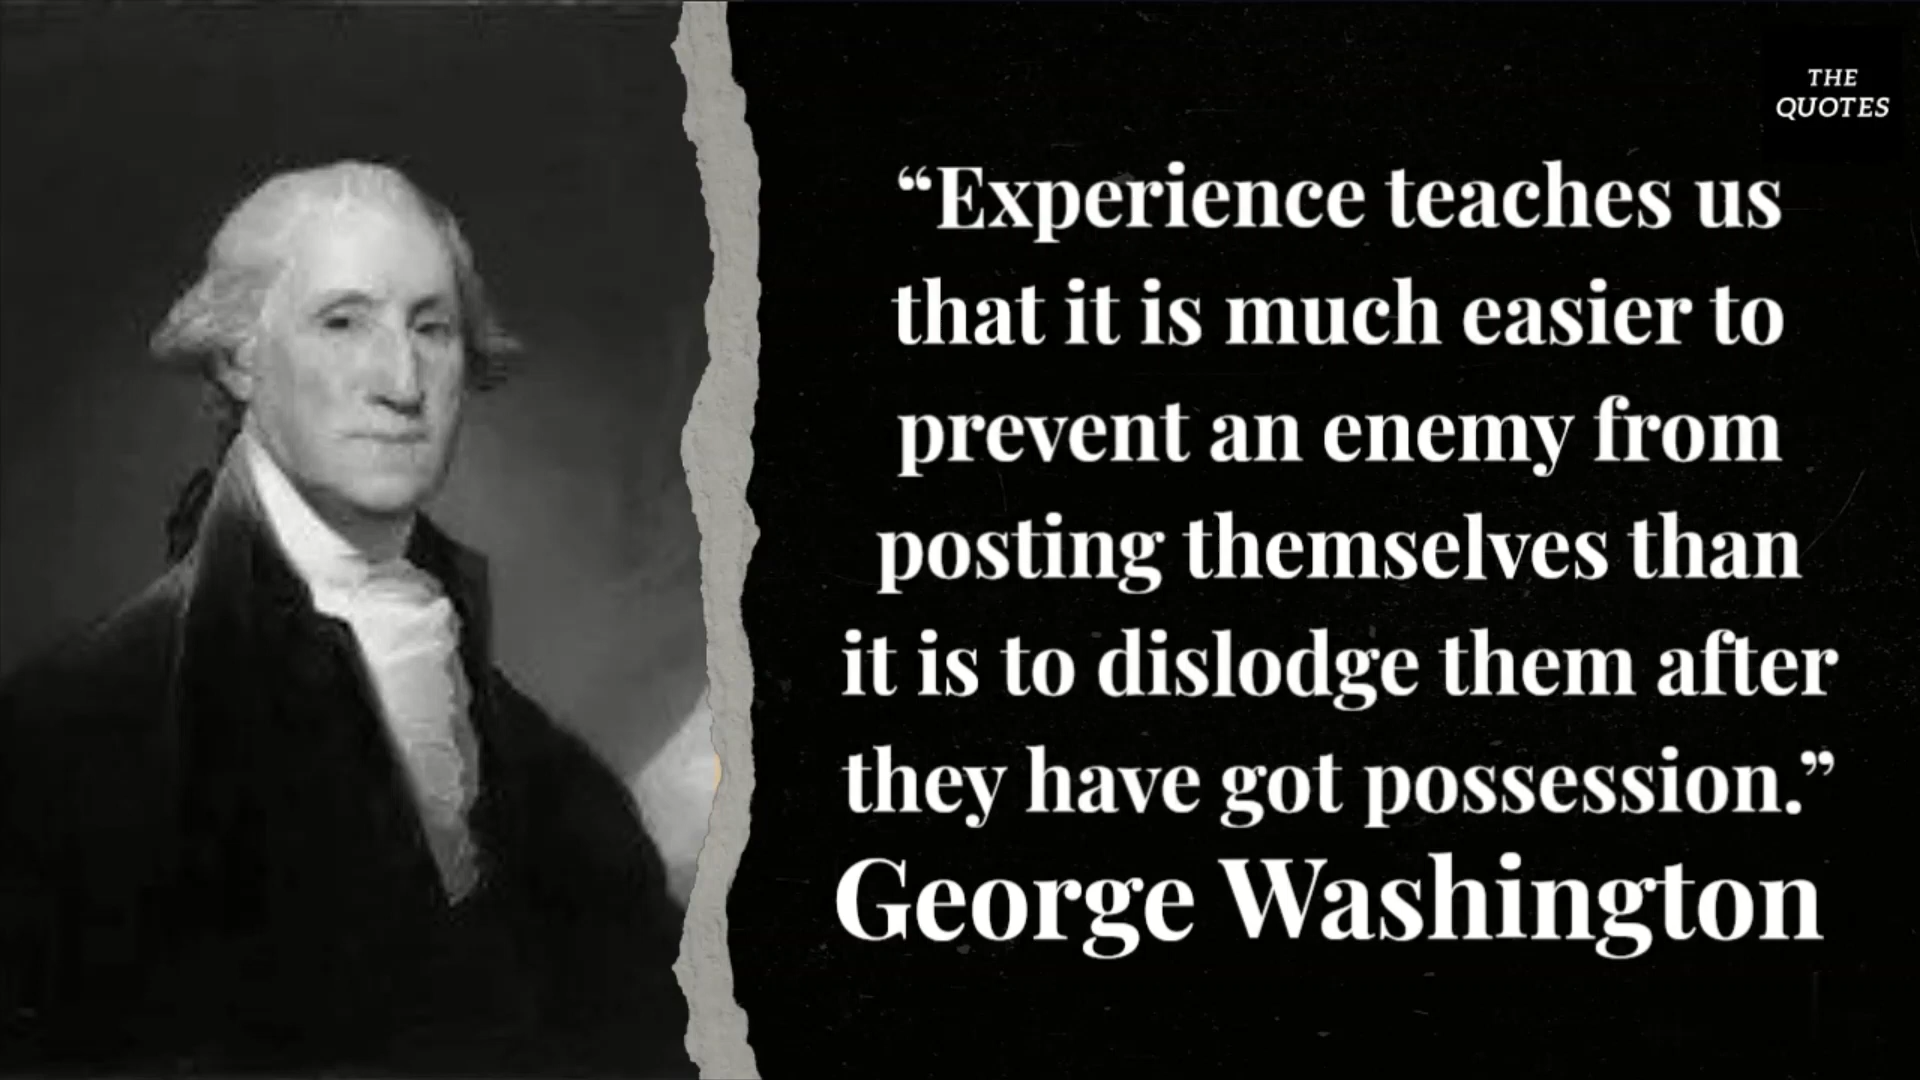 THE
QUOTES
“Experience teaches us
that it is much easier to
prevent an enemy from
posting themselves than
it is to dislodge them after
they have got possession.”
George Washington